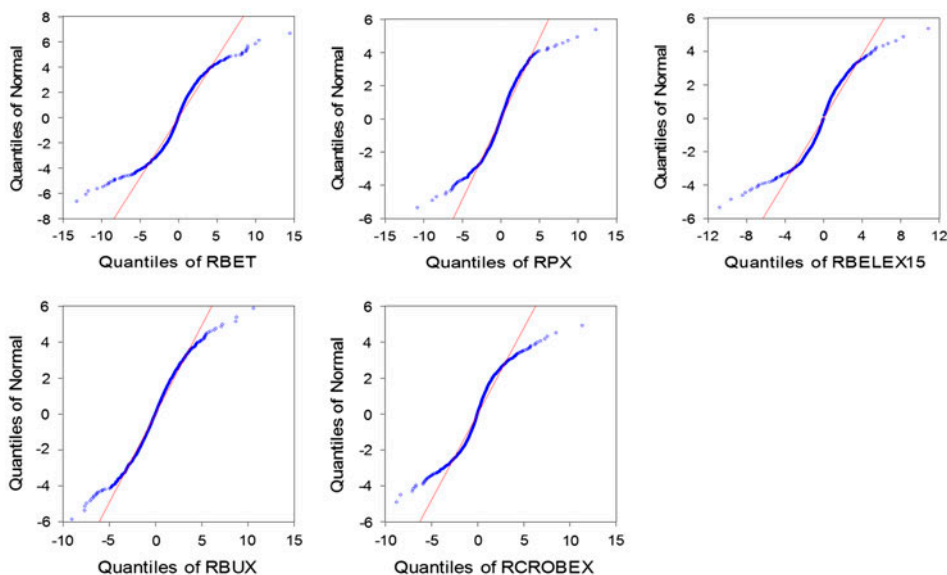 Quantiles of Normal
8
6
4
2
0
-2
-4
-6
-8
-15 -10 -5 0 5 10 15
Quantiles of RBET
Quantiles of Normal
6
4
2
0
-2
-4
-6
-15 -10 -5 0 5 10 15
Quantiles of RPX
Quantiles of Normal
6
4
2
0
-2
-4
-6
-12 -8 -4 0 4 8 12
Quantiles of RBELEX15
Quantiles of Normal
6
4
2
0
-2
-4
-6
-10 -5 0 5 10 15
Quantiles of RBUX
Quantiles of Normal
6
4
2
0
-2
-4
-6
-10 -5 0 5 10 15
Quantiles of RCROBEX